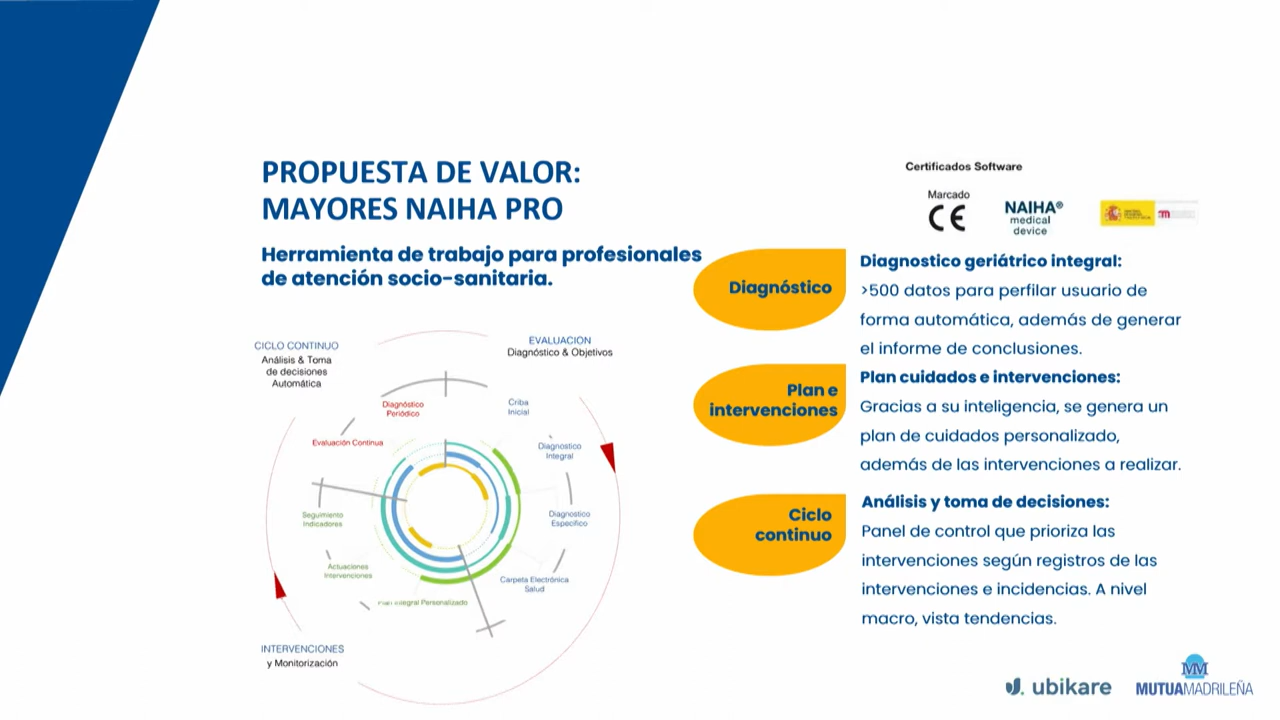 PROPUESTA DE VALOR:
MAYORES NAIHA PRO
Herramienta de trabajo para profesionales
de atención socio-sanitaria.
CICLO CONTINUO
Análisis & Toma
de decisiones
Automática
EVALUACIÓN
Diagnóstico & Objetivos
Diagnóstico
Periódico
Criba
Inicial
Evaluación Continua
Diagnostico
Integral
Seguimiento
Indicadores
Diagnostico
Especifico
Actuaciones
Intervenciones
Carpeta Electrónica
Salud
Plan Integral Personalizado
INTERVENCIONES
y Monitorización
Certificados Software
Marcado
CE
NAIHA®
medical
device
Diagnóstico
Diagnostico geriátrico integral:
>500 datos para perfilar usuario de
forma automática, además de generar
el informe de conclusiones.
Plan e
intervenciones
Plan cuidados e intervenciones:
Gracias a su inteligencia, se genera un
plan de cuidados personalizado,
además de las intervenciones a realizar.
Ciclo
continuo
Análisis y toma de decisiones:
Panel de control que prioriza las
intervenciones según registros de las
intervenciones e incidencias. A nivel
macro, vista tendencias.
ubikare
MM
MUTUAMADRILEÑA